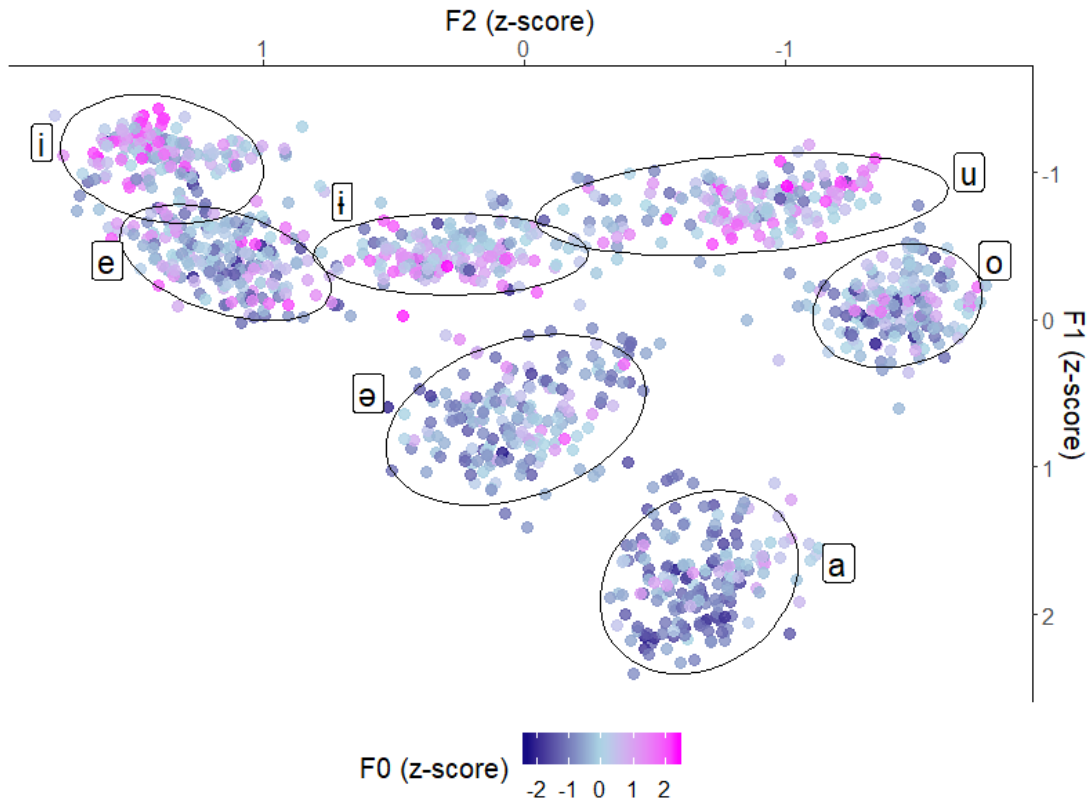 F2 (z-score)
1 0 -1
i
ɨ
u
-1
e
o
0
F1 (z-score)
ə
1
a
2
F0 (z-score)
-2 -1 0 1 2